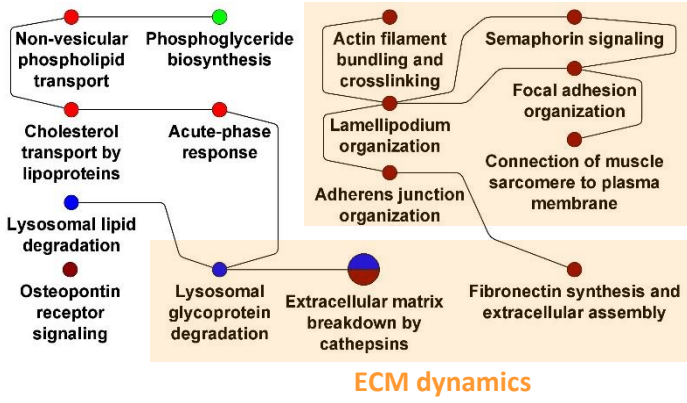 Non-vesicular
phospholipid
transport
Phosphoglyceride
biosynthesis
Actin filament
bundling and
crosslinking
Semaphorin signaling
Focal adhesion
organization
Cholesterol
transport by
lipoproteins
Acute-phase
response
Lamellipodium
organization
Connection of muscle
sarcomere to plasma
membrane
Adherens junction
organization
Lysosomal lipid
degradation
Osteopontin
receptor
signaling
Lysosomal
glycoprotein
degradation
Extracellular matrix
breakdown by
cathepsins
Fibronectin synthesis and
extracellular assembly
ECM dynamics